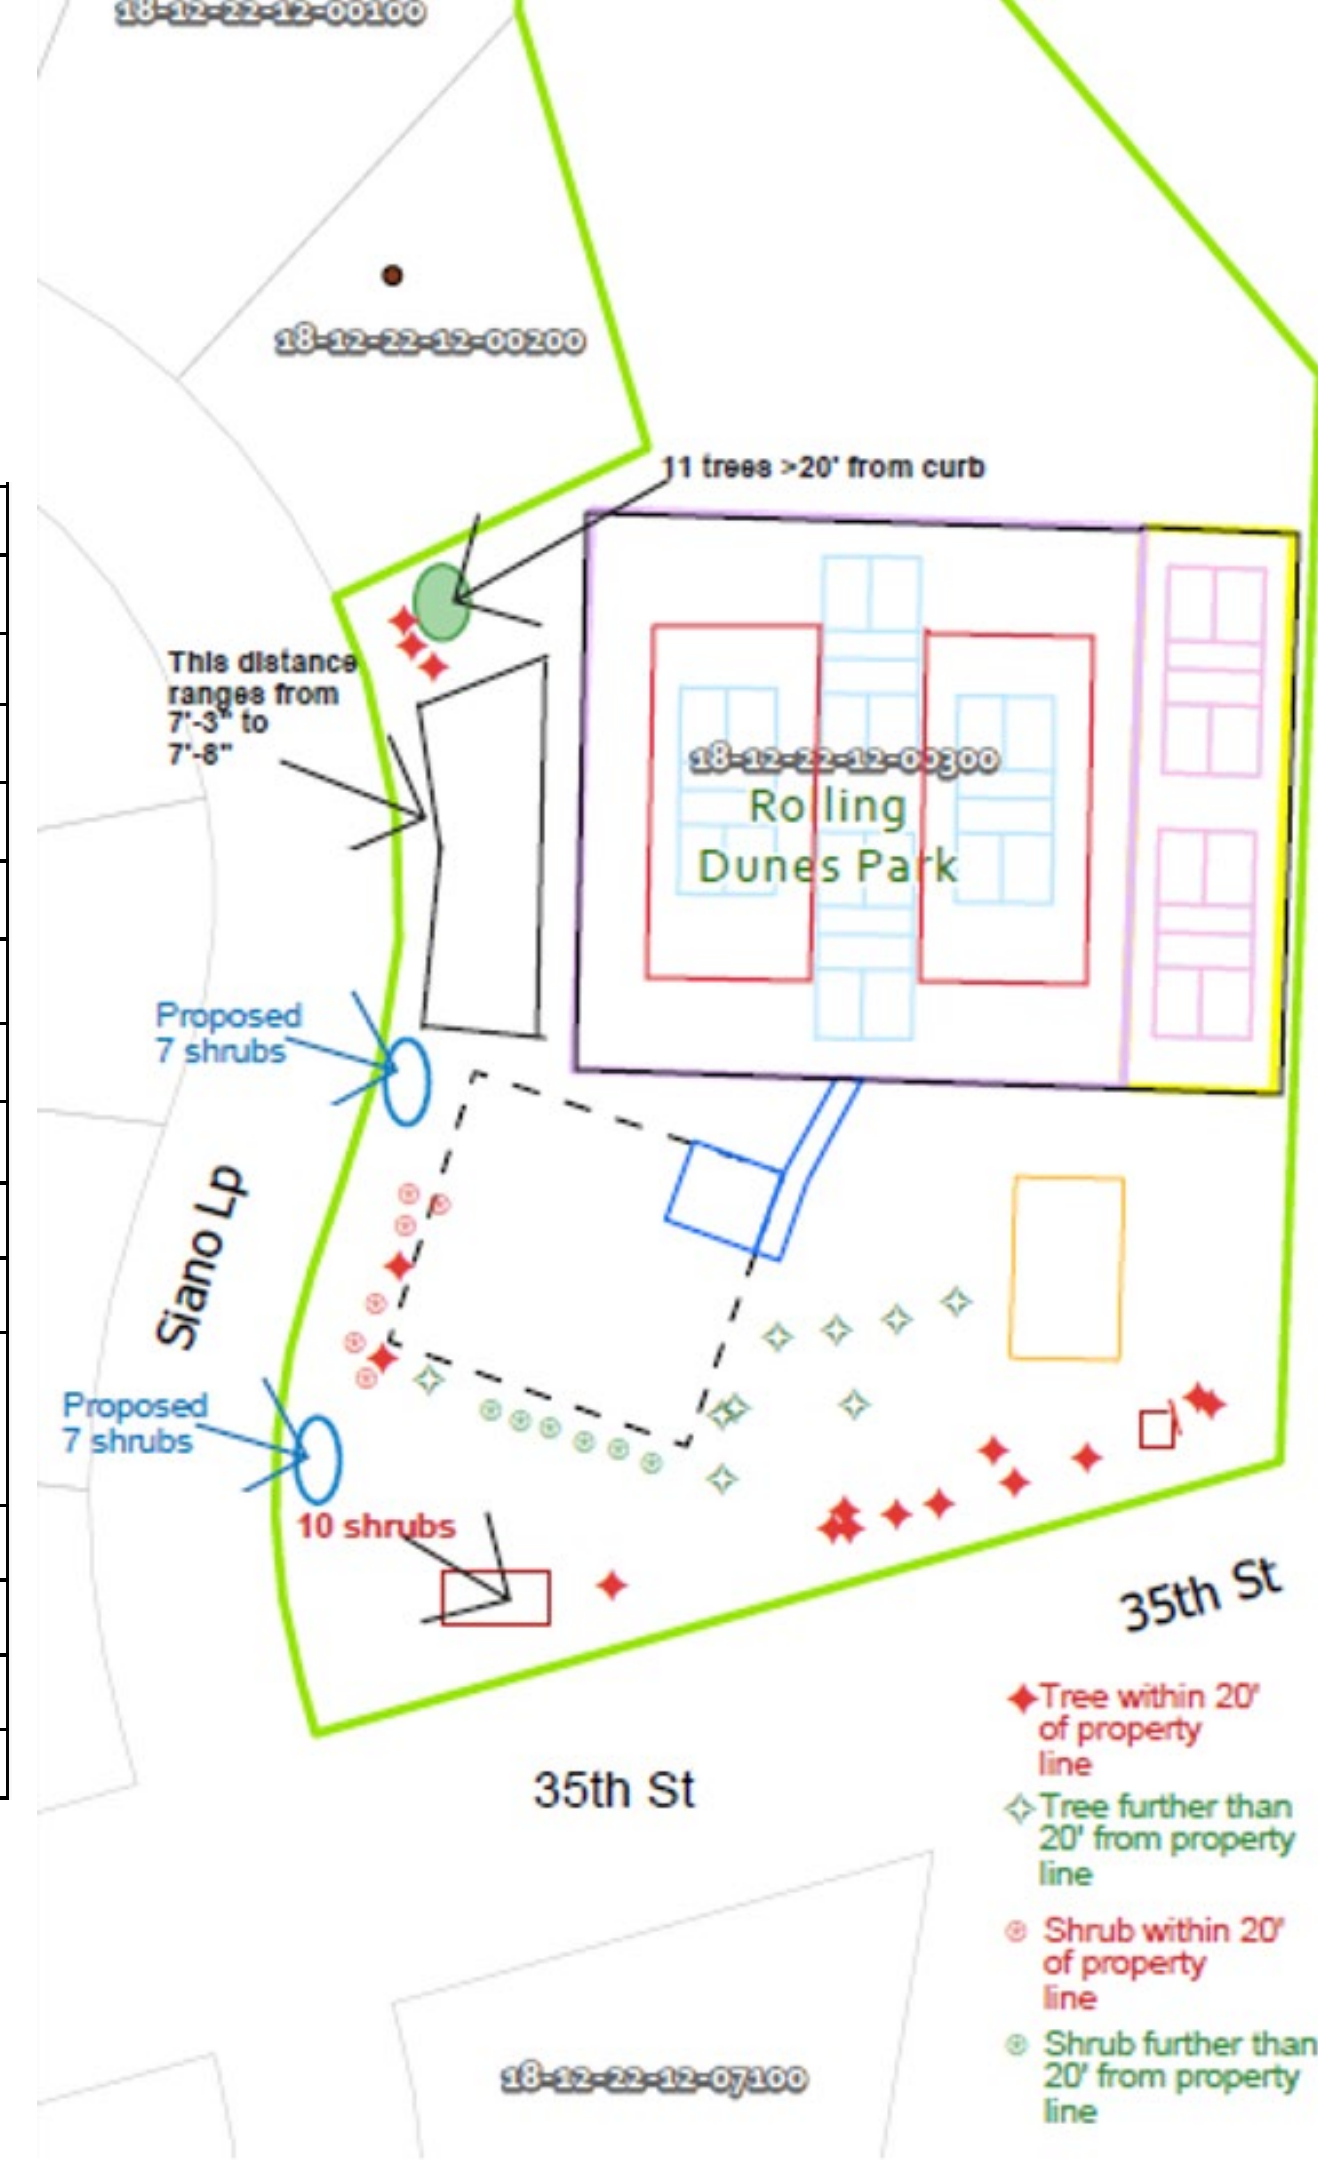 18-12-22-12-00100
18-12-22-12-00200
11 trees >20' from curb
This distance
ranges from
7'-3" to
7'-8"
18-12-22-12-00300
Rolling
Dunes Park
Proposed
7 shrubs
Siano Lp
Proposed
7 shrubs
10 shrubs
35th St
35th St
Tree within 20'
of property
line
Tree further than
20' from property
line
Shrub within 20'
of property
line
Shrub further than
20' from property
line
18-12-22-12-07100